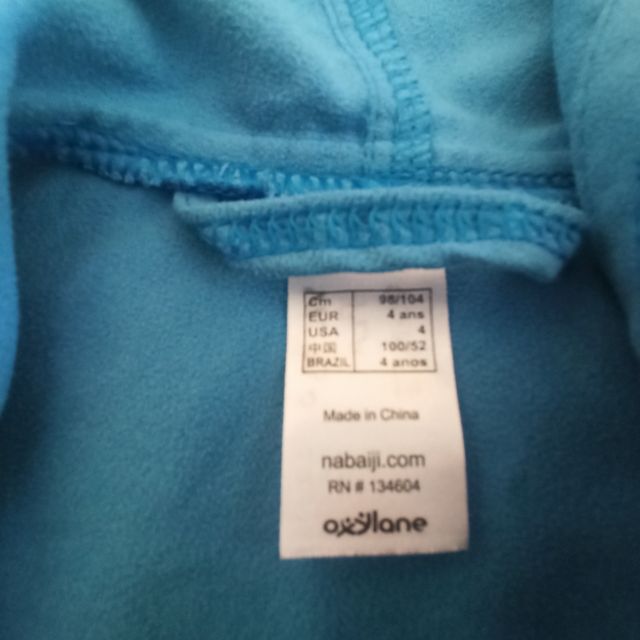 cm 98/104
EUR 4 ans
USA 4
中国 100/52
BRAZIL 4 anos
Made in China
nabaiji.com
RN # 134604
oxylane